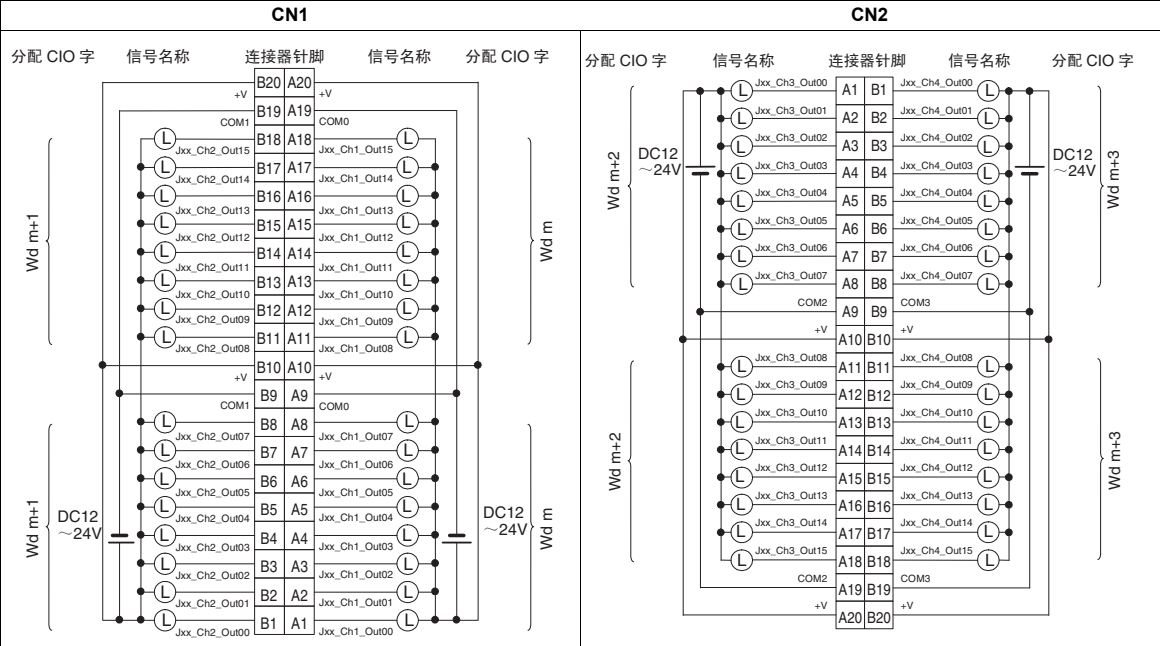 CN1
分配 CIO 字 信号名称 连接器针脚 信号名称 分配 CIO 字
+V B20 A20 +V
COM1 B19 A19 COM0
L Jxx_Ch2_Out15 B18 A18 Jxx_Ch1_Out15 L
L Jxx_Ch2_Out14 B17 A17 Jxx_Ch1_Out14 L
L Jxx_Ch2_Out13 B16 A16 Jxx_Ch1_Out13 L
L Jxx_Ch2_Out12 B15 A15 Jxx_Ch1_Out12 L
L Jxx_Ch2_Out11 B14 A14 Jxx_Ch1_Out11 L
L Jxx_Ch2_Out10 B13 A13 Jxx_Ch1_Out10 L
L Jxx_Ch2_Out09 B12 A12 Jxx_Ch1_Out09 L
L Jxx_Ch2_Out08 B11 A11 Jxx_Ch1_Out08 L
Wd m+1 Wd m
+V B10 A10 +V
COM1 B9 A9 COM0
L Jxx_Ch2_Out07 B8 A8 Jxx_Ch1_Out07 L
L Jxx_Ch2_Out06 B7 A7 Jxx_Ch1_Out06 L
L Jxx_Ch2_Out05 B6 A6 Jxx_Ch1_Out05 L
L Jxx_Ch2_Out04 B5 A5 Jxx_Ch1_Out04 L
L Jxx_Ch2_Out03 B4 A4 Jxx_Ch1_Out03 L
L Jxx_Ch2_Out02 B3 A3 Jxx_Ch1_Out02 L
L Jxx_Ch2_Out01 B2 A2 Jxx_Ch1_Out01 L
L Jxx_Ch2_Out00 B1 A1 Jxx_Ch1_Out00 L
Wd m+1 DC12 DC12 Wd m
～24V ～24V
CN2
分配 CIO 字 信号名称 连接器针脚 信号名称 分配 CIO 字
L Jxx_Ch3_Out00 A1 B1 Jxx_Ch4_Out00 L
L Jxx_Ch3_Out01 A2 B2 Jxx_Ch4_Out01 L
L Jxx_Ch3_Out02 A3 B3 Jxx_Ch4_Out02 L
L Jxx_Ch3_Out03 A4 B4 Jxx_Ch4_Out03 L
L Jxx_Ch3_Out04 A5 B5 Jxx_Ch4_Out04 L
L Jxx_Ch3_Out05 A6 B6 Jxx_Ch4_Out05 L
L Jxx_Ch3_Out06 A7 B7 Jxx_Ch4_Out06 L
L Jxx_Ch3_Out07 A8 B8 Jxx_Ch4_Out07 L
Wd m+2 DC12 DC12 Wd m+3
～24V ～24V
COM2 A9 B9 COM3
+V A10 B10 +V
L Jxx_Ch3_Out08 A11 B11 Jxx_Ch4_Out08 L
L Jxx_Ch3_Out09 A12 B12 Jxx_Ch4_Out09 L
L Jxx_Ch3_Out10 A13 B13 Jxx_Ch4_Out10 L
L Jxx_Ch3_Out11 A14 B14 Jxx_Ch4_Out11 L
L Jxx_Ch3_Out12 A15 B15 Jxx_Ch4_Out12 L
L Jxx_Ch3_Out13 A16 B16 Jxx_Ch4_Out13 L
L Jxx_Ch3_Out14 A17 B17 Jxx_Ch4_Out14 L
L Jxx_Ch3_Out15 A18 B18 Jxx_Ch4_Out15 L
Wd m+2 Wd m+3
COM2 A19 B19 COM3
+V A20 B20 +V